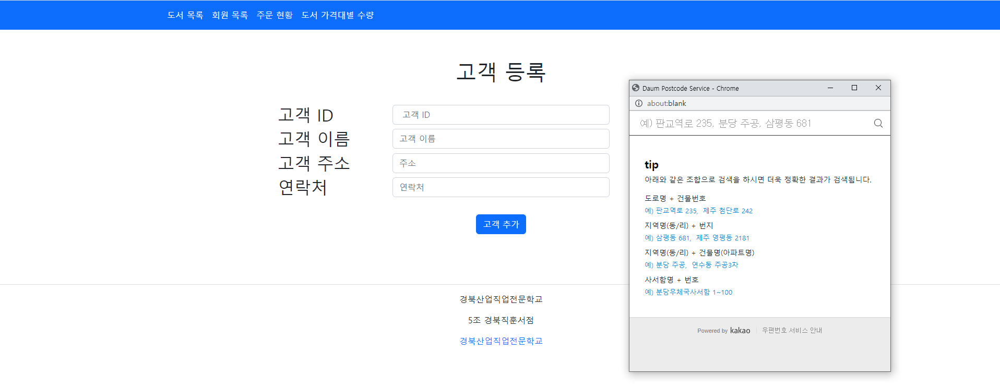 도서 목록 회원 목록 주문 현황 도서 가격대별 수량
고객 등록
고객 ID
고객 ID
고객 이름
고객 이름
고객 주소
주소
연락처
연락처
고객 추가
경북산업직업전문학교
5조 경북직훈서점
경북산업직업전문학교
Daum Postcode Service - Chrome
about:blank
예) 판교역로 235, 분당 주공, 삼평동 681
tip
아래와 같은 조합으로 검색을 하시면 더욱 정확한 결과가 검색됩니다.
도로명 + 건물번호
예) 판교역로 235, 제주 첨단로 242
지역명(동/리) + 번지
예) 삼평동 681, 제주 영평동 2181
지역명(동/리) + 건물명(아파트명)
예) 분당 주공, 연수동 주공3차
사서함명 + 번호
예) 분당우체국사서함 1~100
Powered by kakao 우편번호 서비스 안내